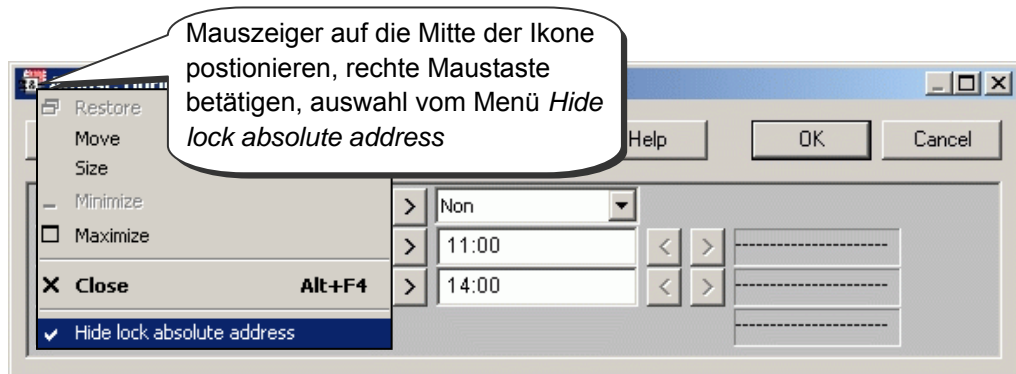 Mauszeiger auf die Mitte der Ikone
postionieren, rechte Maustaste
betätigen, auswahl vom Menü Hide
lock absolute address
Restore
Move
Size
Minimize
Maximize
Close Alt+F4
Hide lock absolute address
Help OK Cancel
> Non
> 11:00 < > --------------------
> 14:00 < > --------------------
--------------------